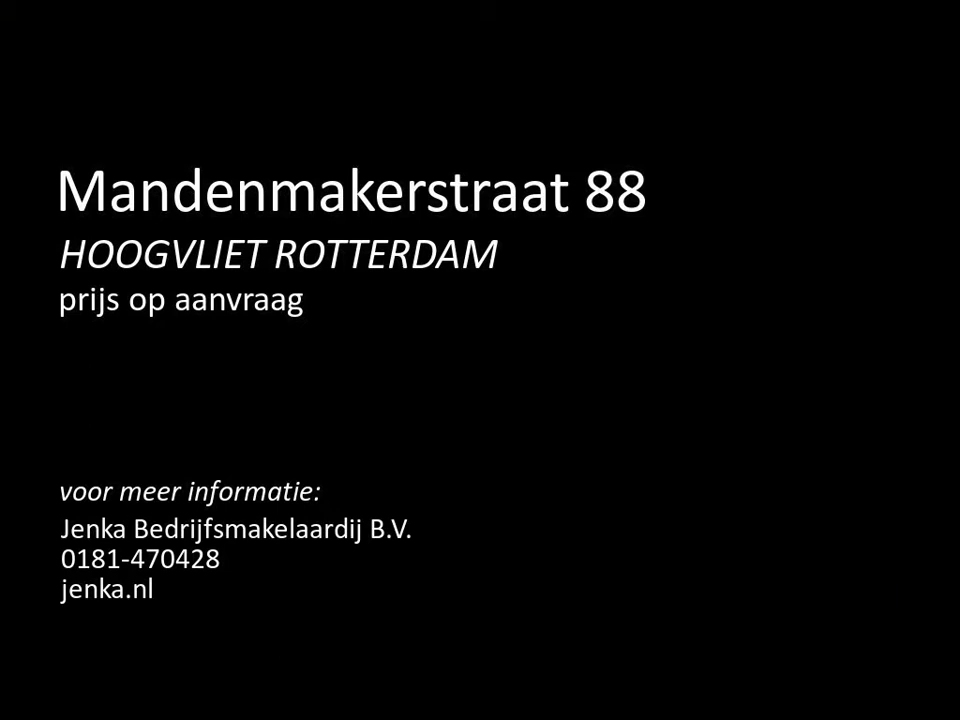 Mandenmakerstraat 88
HOOGVLIET ROTTERDAM
prijs op aanvraag
voor meer informatie:
Jenka Bedrijfsmakelaardij B.V.
0181-470428
jenka.nl